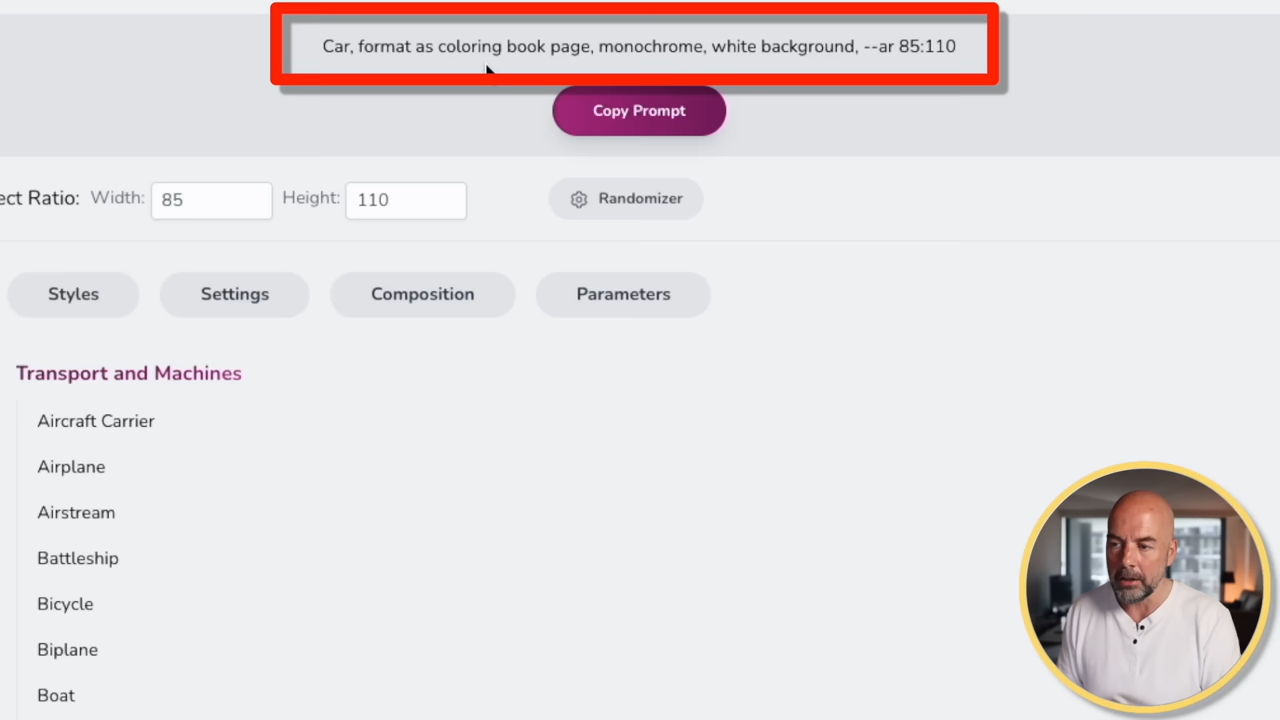 Car, format as coloring book page, monochrome, white background, --ar 85:110
Copy Prompt
ect Ratio: Width: 85 Height: 110 Randomizer
Styles Settings Composition Parameters
Transport and Machines
Aircraft Carrier
Airplane
Airstream
Battleship
Bicycle
Biplane
Boat